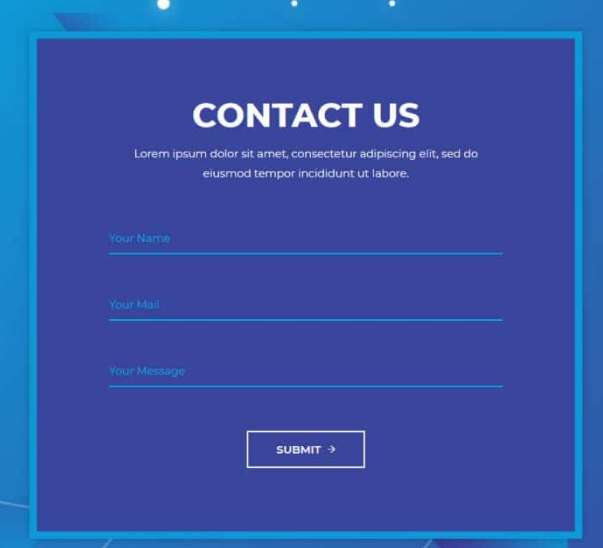 CONTACT US
Lorem ipsum dolor sit amet, consectetur adipiscing elit, sed do
eiusmod tempor incididunt ut labore.
Your Name
Your Mail
Your Message
SUBMIT →